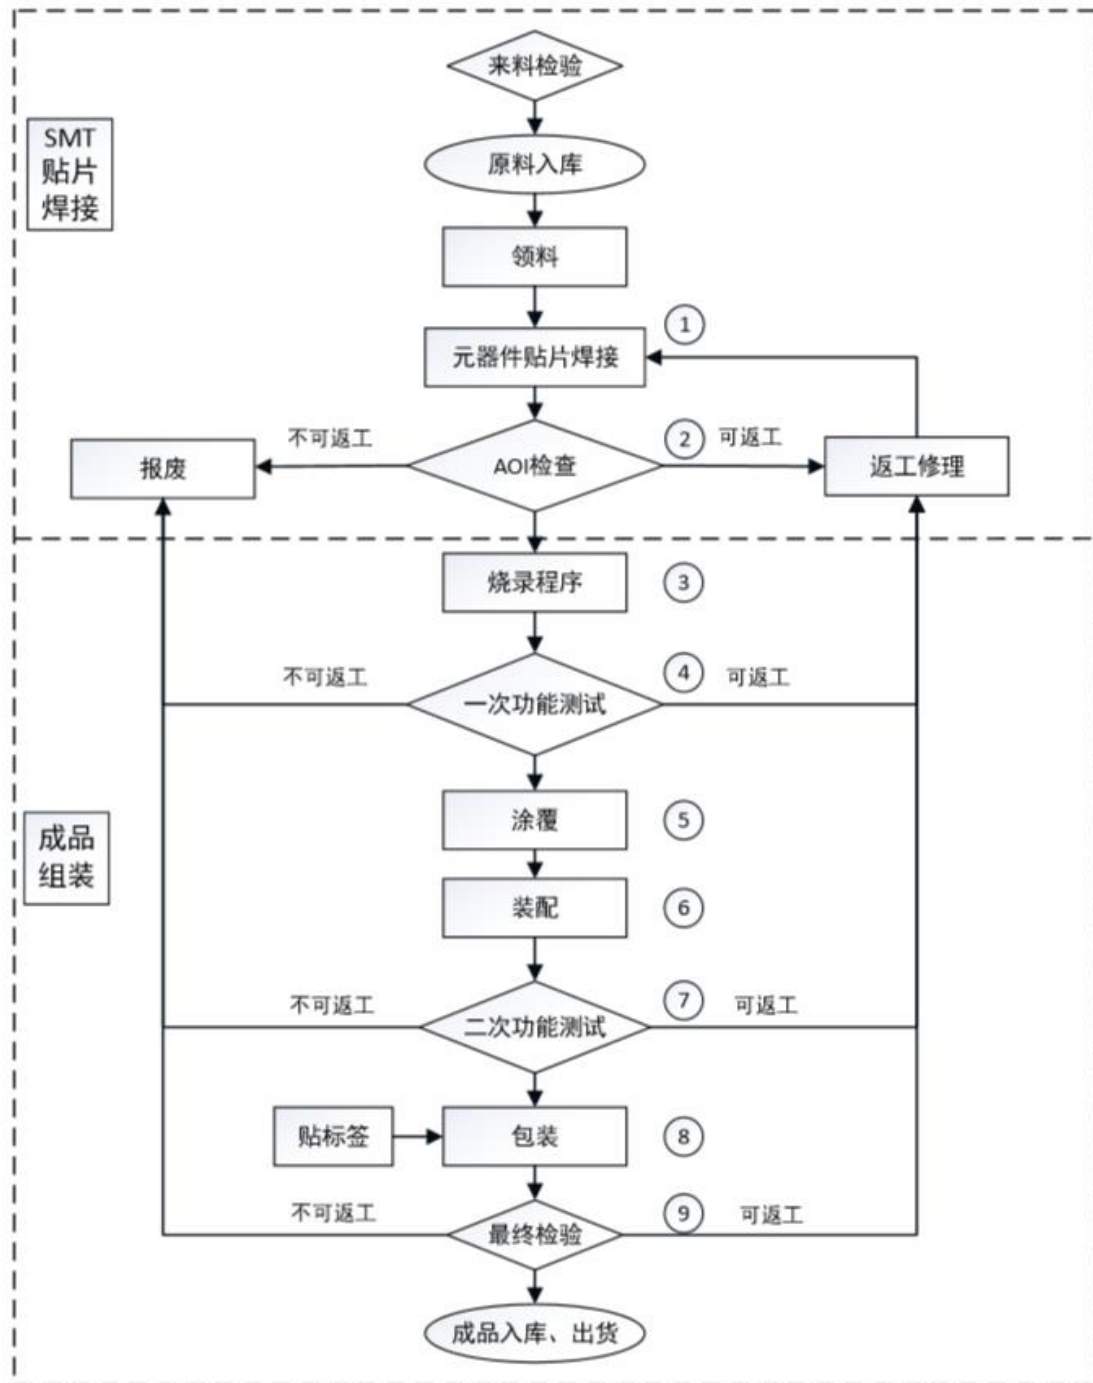 来料检验
SMT
贴片
焊接
原料入库
领料
①
元器件贴片焊接
不可返工
②
可返工
报废
AOI检查
返工修理
烧录程序
③
不可返工
④
可返工
一次功能测试
成品
组装
涂覆
⑤
装配
⑥
不可返工
⑦
可返工
二次功能测试
贴标签
包装
⑧
不可返工
⑨
可返工
最终检验
成品入库、出货